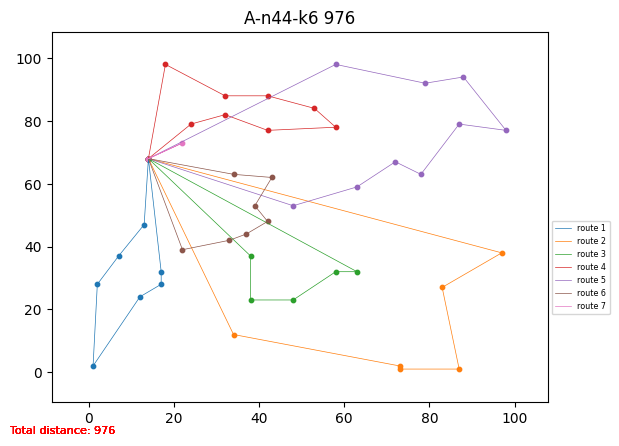 A-n44-k6 976
100
80
60
40
20
0
0 20 40 60 80 100
route 1
route 2
route 3
route 4
route 5
route 6
route 7
Total distance: 976